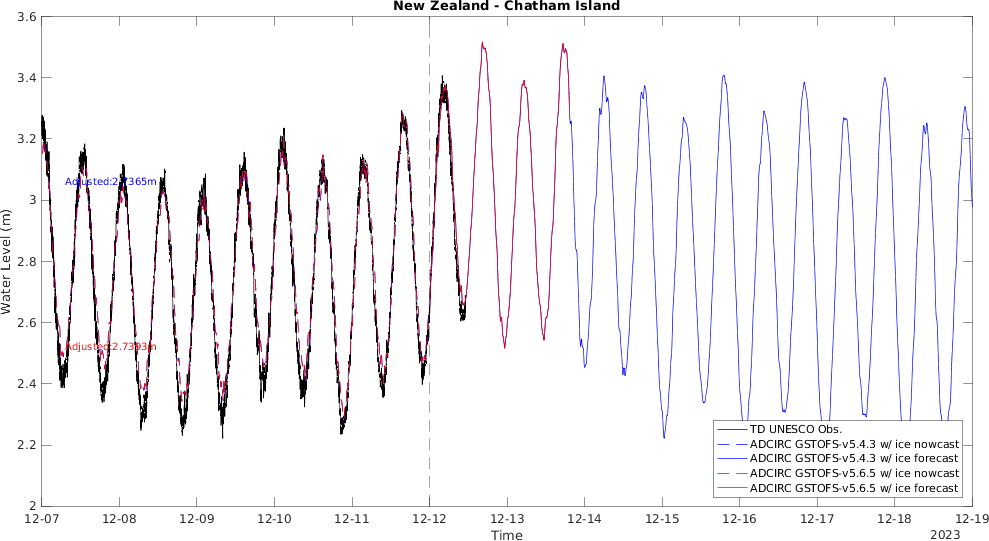 New Zealand - Chatham Island
3.6
3.4
3.2
3
2.8
2.6
2.4
2.2
2
Water Level (m)
Adjusted:2.7365m
Adjusted:2.7393m
TD UNESCO Obs.
ADCIRC GSTOFS-v5.4.3 w/ ice nowcast
ADCIRC GSTOFS-v5.4.3 w/ ice forecast
ADCIRC GSTOFS-v5.6.5 w/ ice nowcast
ADCIRC GSTOFS-v5.6.5 w/ ice forecast
12-07 12-08 12-09 12-10 12-11 12-12 12-13 12-14 12-15 12-16 12-17 12-18 12-19
Time
2023